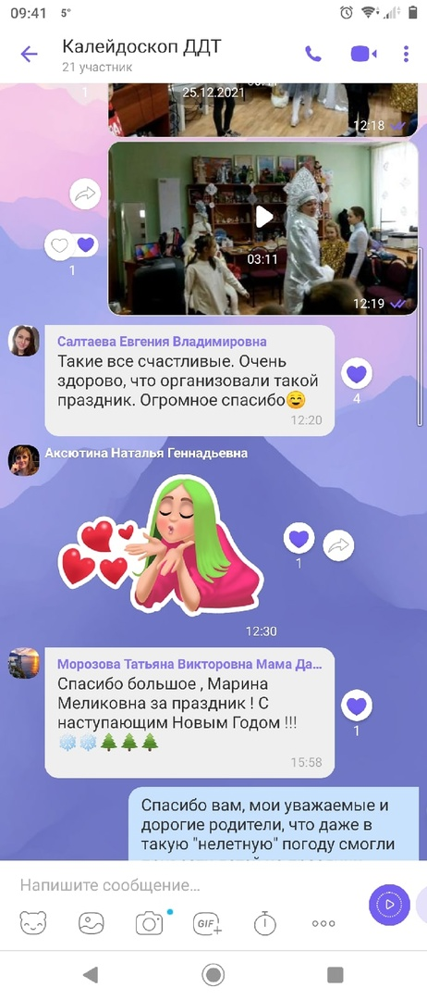 09:41 5°
Калейдоскоп ДДТ
21 участник
1
25.12.2021
12:18
03:11
1
12:19
Салтаева Евгения Владимировна
Такие все счастливые. Очень
здорово, что организовали такой
праздник. Огромное спасибо😊
4
12:20
Аксютина Наталья Геннадьевна
1
12:30
Морозова Татьяна Викторовна Мама Да...
Спасибо большое , Марина
Меликовна за праздник ! С
наступающим Новым Годом !!!
❄️❄️🌲🌲🌲
1
15:58
Спасибо вам, мои уважаемые и
дорогие родители, что даже в
такую "нелетную" погоду смогли
Напишите сообщение...
GIF+